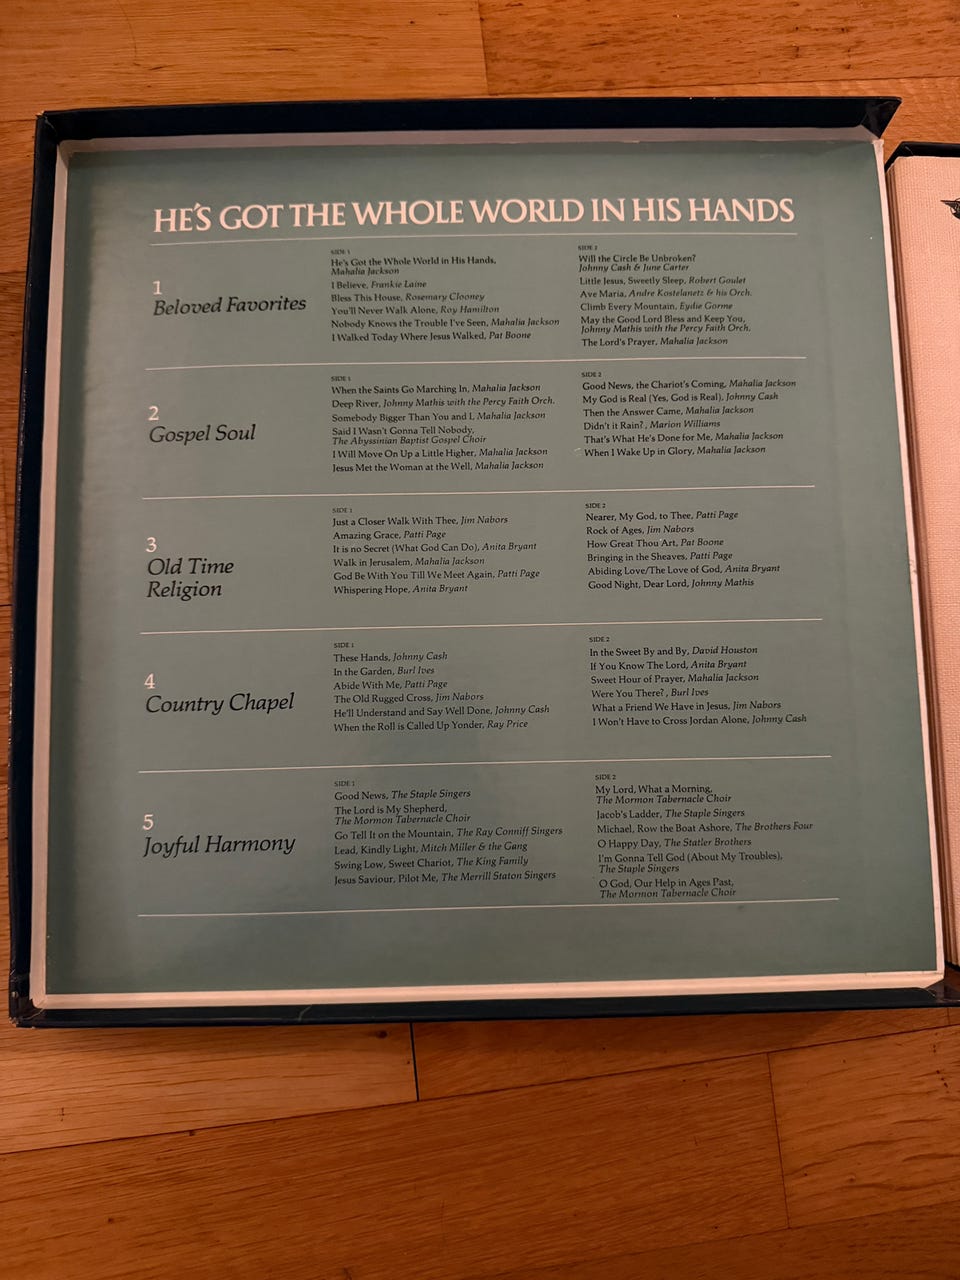 HE'S GOT THE WHOLE WORLD IN HIS HANDS
1
Beloved Favorites
SIDE 1
He's Got the Whole World in His Hands,
Mahalia Jackson
I Believe, Frankie Laine
Bless This House, Rosemary Clooney
You'll Never Walk Alone, Roy Hamilton
Nobody Knows the Trouble I've Seen, Mahalia Jackson
I Walked Today Where Jesus Walked, Pat Boone
SIDE 2
Will the Circle Be Unbroken?
Johnny Cash & June Carter
Little Jesus, Sweetly Sleep, Robert Goulet
Ave Maria, Andre Kostelanetz & his Orch.
Climb Every Mountain, Eydie Gorme
May the Good Lord Bless and Keep You,
Johnny Mathis with the Percy Faith Orch.
The Lord's Prayer, Mahalia Jackson
2
Gospel Soul
SIDE 1
When the Saints Go Marching In, Mahalia Jackson
Deep River, Johnny Mathis with the Percy Faith Orch.
Somebody Bigger Than You and I, Mahalia Jackson
Said I Wasn't Gonna Tell Nobody,
The Abyssinian Baptist Gospel Choir
I Will Move On Up a Little Higher, Mahalia Jackson
Jesus Met the Woman at the Well, Mahalia Jackson
SIDE 2
Good News, the Chariot's Coming, Mahalia Jackson
My God is Real (Yes, God is Real), Johnny Cash
Then the Answer Came, Mahalia Jackson
Didn't it Rain?, Marion Williams
That's What He's Done for Me, Mahalia Jackson
When I Wake Up in Glory, Mahalia Jackson
3
Old Time
Religion
SIDE 1
Just a Closer Walk With Thee, Jim Nabors
Amazing Grace, Patti Page
It is no Secret (What God Can Do), Anita Bryant
Walk in Jerusalem, Mahalia Jackson
God Be With You Till We Meet Again, Patti Page
Whispering Hope, Anita Bryant
SIDE 2
Nearer, My God, to Thee, Patti Page
Rock of Ages, Jim Nabors
How Great Thou Art, Pat Boone
Bringing in the Sheaves, Patti Page
Abiding Love/The Love of God, Anita Bryant
Good Night, Dear Lord, Johnny Mathis
4
Country Chapel
SIDE 1
These Hands, Johnny Cash
In the Garden, Burl Ives
Abide With Me, Patti Page
The Old Rugged Cross, Jim Nabors
He'll Understand and Say Well Done, Johnny Cash
When the Roll is Called Up Yonder, Ray Price
SIDE 2
In the Sweet By and By, David Houston
If You Know The Lord, Anita Bryant
Sweet Hour of Prayer, Mahalia Jackson
Were You There?, Burl Ives
What a Friend We Have in Jesus, Jim Nabors
I Won't Have to Cross Jordan Alone, Johnny Cash
5
Joyful Harmony
SIDE 1
Good News, The Staple Singers
The Lord is My Shepherd,
The Mormon Tabernacle Choir
Go Tell It on the Mountain, The Ray Conniff Singers
Lead, Kindly Light, Mitch Miller & the Gang
Swing Low, Sweet Chariot, The King Family
Jesus Saviour, Pilot Me, The Merrill Staton Singers
SIDE 2
My Lord, What a Morning,
The Mormon Tabernacle Choir
Jacob's Ladder, The Staple Singers
Michael, Row the Boat Ashore, The Brothers Four
O Happy Day, The Statler Brothers
I'm Gonna Tell God (About My Troubles),
The Staple Singers
O God, Our Help in Ages Past,
The Mormon Tabernacle Choir